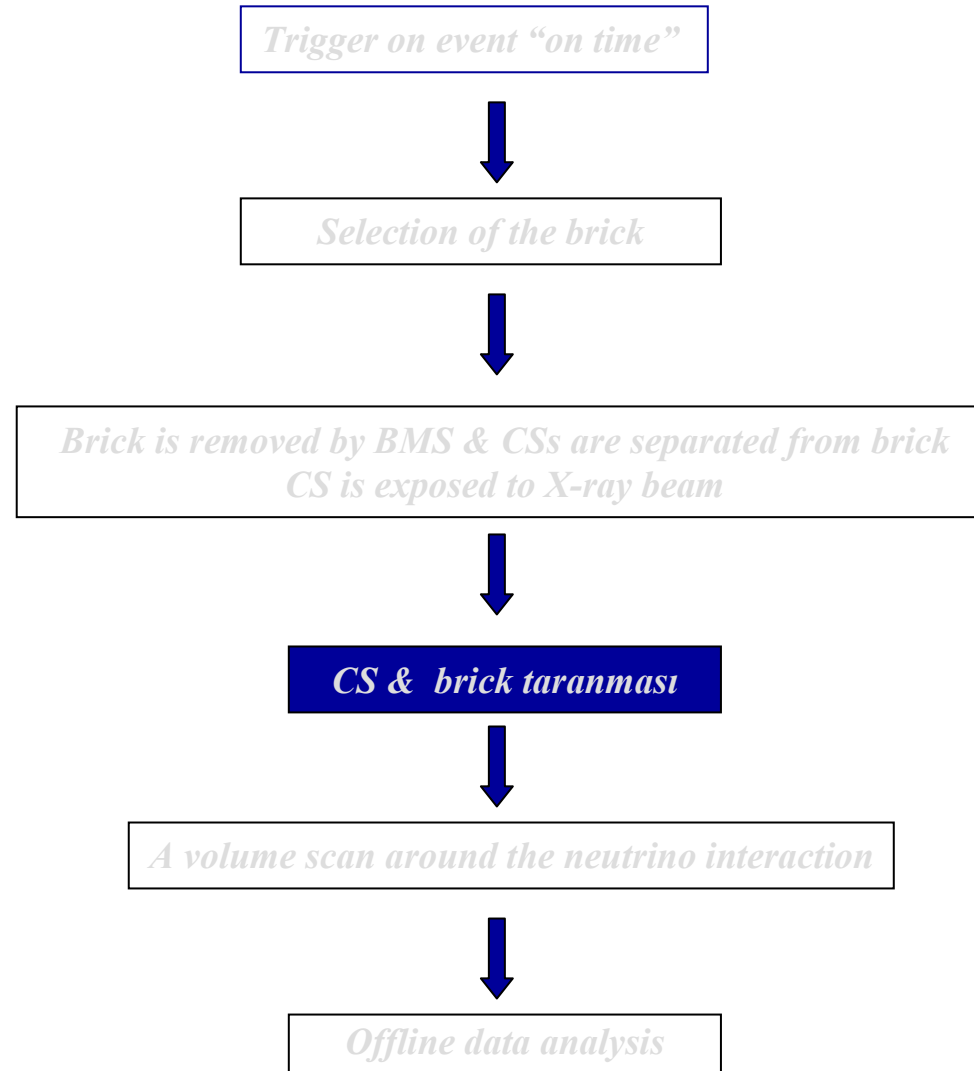 Trigger on event “on time”
Selection of the brick
Brick is removed by BMS & CSs are separated from brick
CS is exposed to X-ray beam
CS & brick taranması
A volume scan around the neutrino interaction
Offline data analysis